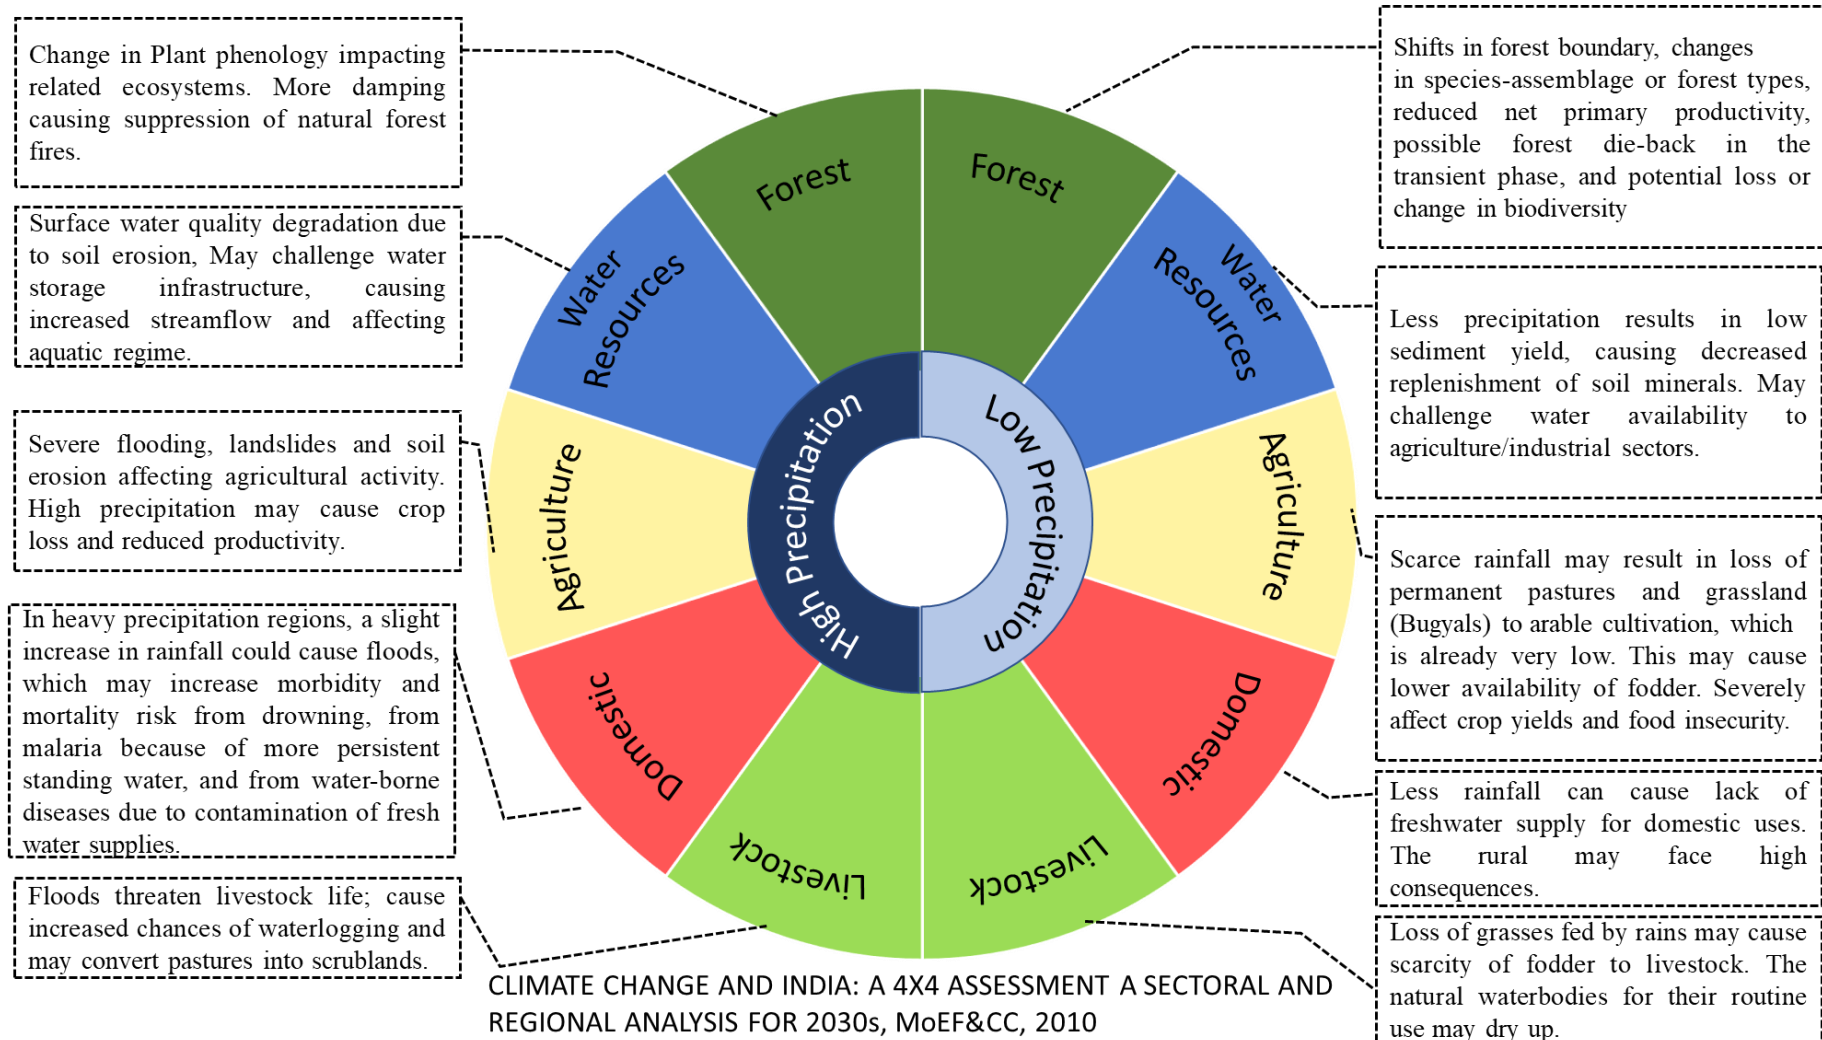 Change in Plant phenology impacting
related ecosystems. More damping
causing suppression of natural forest
fires.
Surface water quality degradation due
to soil erosion, May challenge water
storage infrastructure, causing
increased streamflow and affecting
aquatic regime.
Severe flooding, landslides and soil
erosion affecting agricultural activity.
High precipitation may cause crop
loss and reduced productivity.
In heavy precipitation regions, a slight
increase in rainfall could cause floods,
which may increase morbidity and
mortality risk from drowning, from
malaria because of more persistent
standing water, and from water-borne
diseases due to contamination of fresh
water supplies.
Floods threaten livestock life; cause
increased chances of waterlogging and
may convert pastures into scrublands.
Forest
Water
Resources
Agriculture
Domestic
Livestock
High Precipitation
Low Precipitation
Forest
Water
Resources
Agriculture
Domestic
Livestock
Shifts in forest boundary, changes
in species-assemblage or forest types,
reduced net primary productivity,
possible forest die-back in the
transient phase, and potential loss or
change in biodiversity
Less precipitation results in low
sediment yield, causing decreased
replenishment of soil minerals. May
challenge water availability to
agriculture/industrial sectors.
Scarce rainfall may result in loss of
permanent pastures and grassland
(Bugyals) to arable cultivation, which
is already very low. This may cause
lower availability of fodder. Severely
affect crop yields and food insecurity.
Less rainfall can cause lack of
freshwater supply for domestic uses.
The rural may face high
consequences.
Loss of grasses fed by rains may cause
scarcity of fodder to livestock. The
natural waterbodies for their routine
use may dry up.
CLIMATE CHANGE AND INDIA: A 4X4 ASSESSMENT A SECTORAL AND
REGIONAL ANALYSIS FOR 2030s, MoEF&CC, 2010